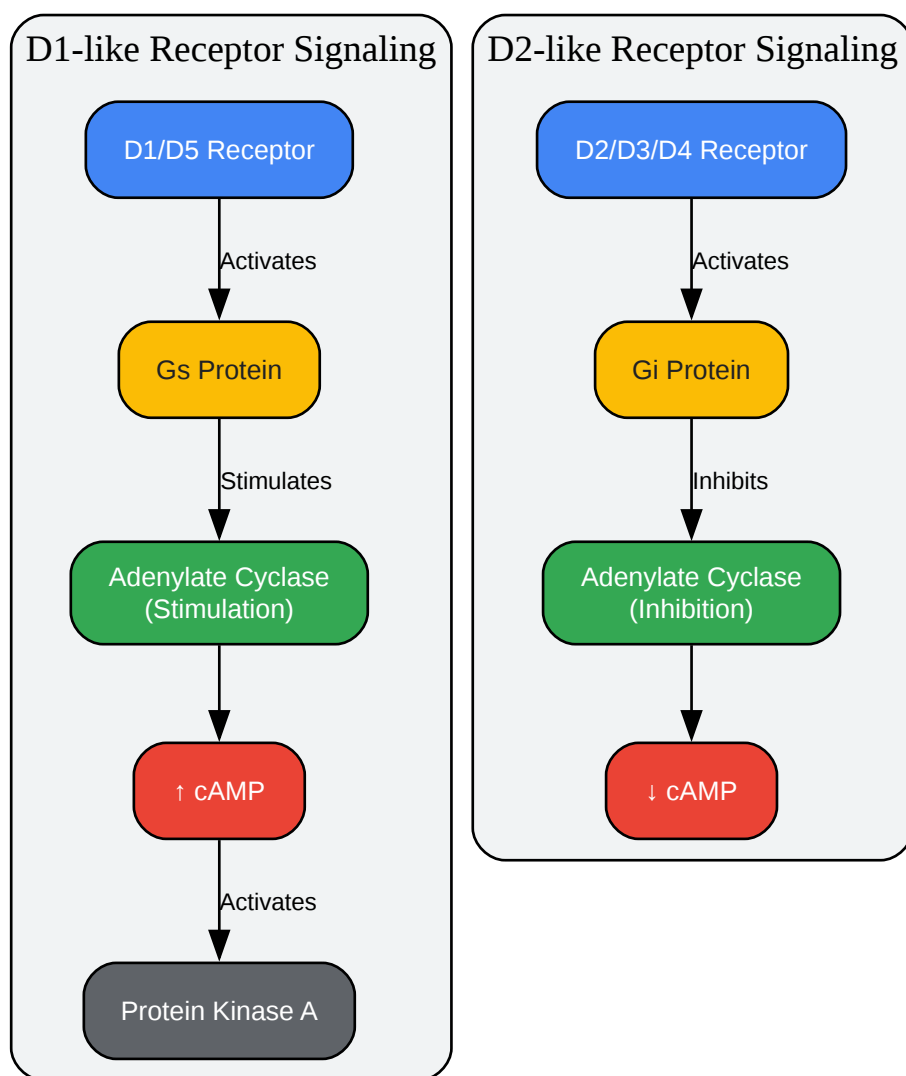 D1-like Receptor Signaling
D1/D5 Receptor
Activates
Gs Protein
Stimulates
Adenylate Cyclase
(Stimulation)
↑ cAMP
Activates
Protein Kinase A
D2-like Receptor Signaling
D2/D3/D4 Receptor
Activates
Gi Protein
Inhibits
Adenylate Cyclase
(Inhibition)
↓ cAMP